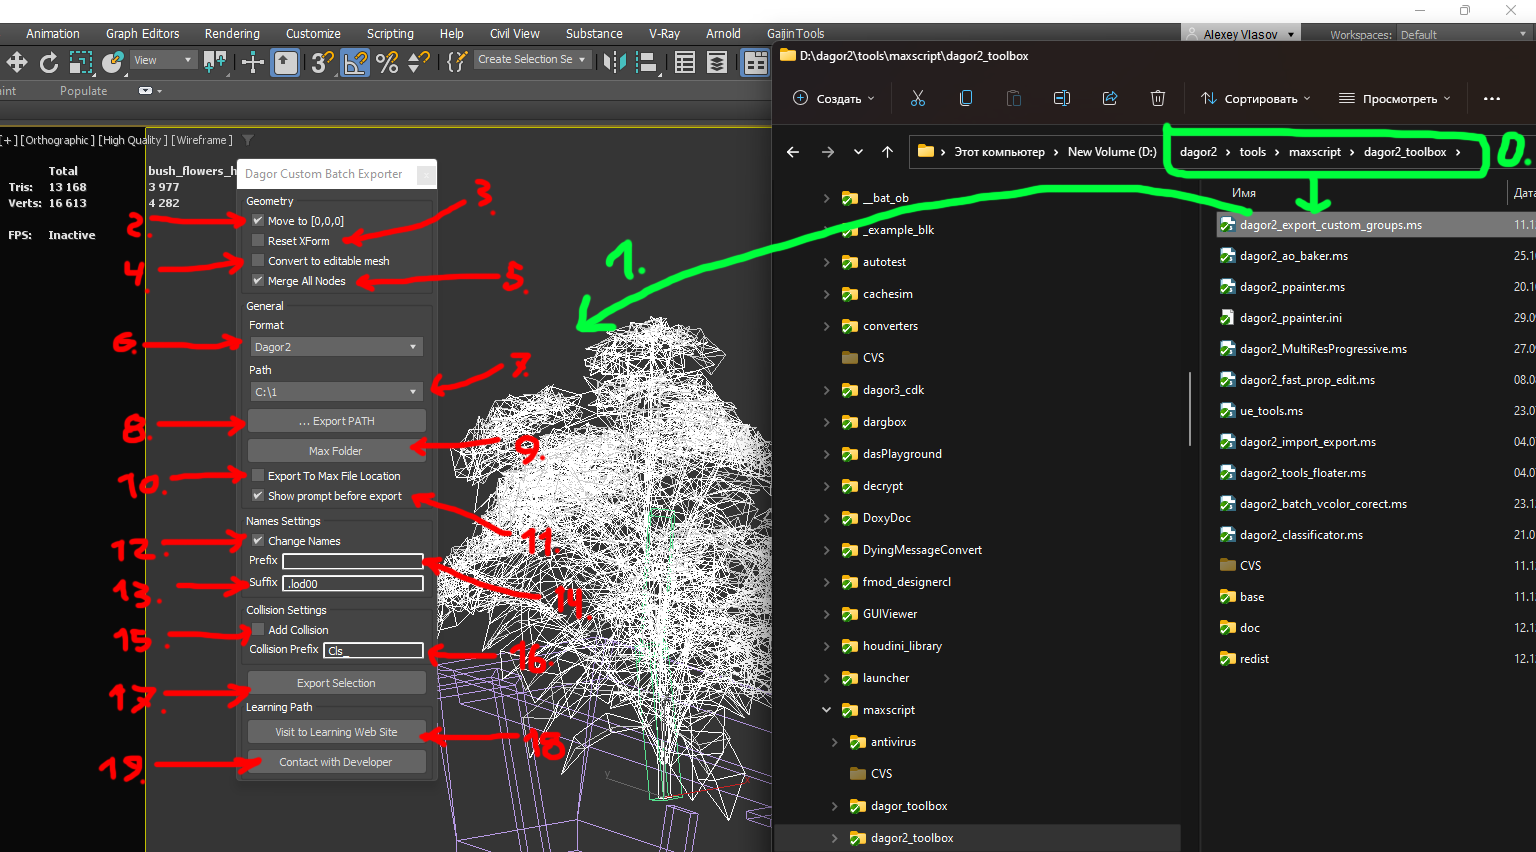 Animation Graph Editors Rendering Customize Scripting Help Civil View Substance V-Ray Arnold GaijinTools
Alexey Vlasov
Workspaces: Default
View
3
Create Selection Se
Populate
[+] [Orthographic] [High Quality] [Wireframe]
Total
bush_flowers_h
Tris: 13 168
3 977
Verts: 16 613
4 282
FPS: Inactive
Dagor Custom Batch Exporter
Geometry
Move to [0,0,0]
Reset XForm
Convert to editable mesh
Merge All Nodes
General
Format
Dagor2
Path
C:\1
... Export PATH
Max Folder
Export To Max File Location
Show prompt before export
Names Settings
Change Names
Prefix
Suffix .lod00
Collision Settings
Add Collision
Collision Prefix Cls_
Export Selection
Learning Path
Visit to Learning Web Site
Contact with Developer
0.
1.
2.
3.
4.
5.
6.
7.
8.
9.
10.
11.
12.
13.
14.
15.
16.
17.
18
19.
D:\dagor2\tools\maxscript\dagor2_toolbox
Создать
Сортировать
Просмотреть
Этот компьютер > New Volume (D:) dagor2 > tools > maxscript > dagor2_toolbox >
__bat_ob
_example_blk
autotest
cachesim
converters
CVS
dagor3_cdk
dargbox
dasPlayground
decrypt
DoxyDoc
DyingMessageConvert
fmod_designercl
GUIViewer
houdini_library
launcher
maxscript
antivirus
CVS
dagor_toolbox
dagor2_toolbox
Имя
dagor2_export_custom_groups.ms 11.1
dagor2_ao_baker.ms 25.1
dagor2_ppainter.ms 20.1
dagor2_ppainter.ini 29.0
dagor2_MultiResProgressive.ms 27.0
dagor2_fast_prop_edit.ms 15.0
ue_tools.ms 23.0
dagor2_import_export.ms 04.0
dagor2_tools_floater.ms 04.0
dagor2_batch_vcolor_corect.ms 23.1
dagor2_classificator.ms 21.0
CVS 11.1
base 11.1
doc 12.1
redist 12.1